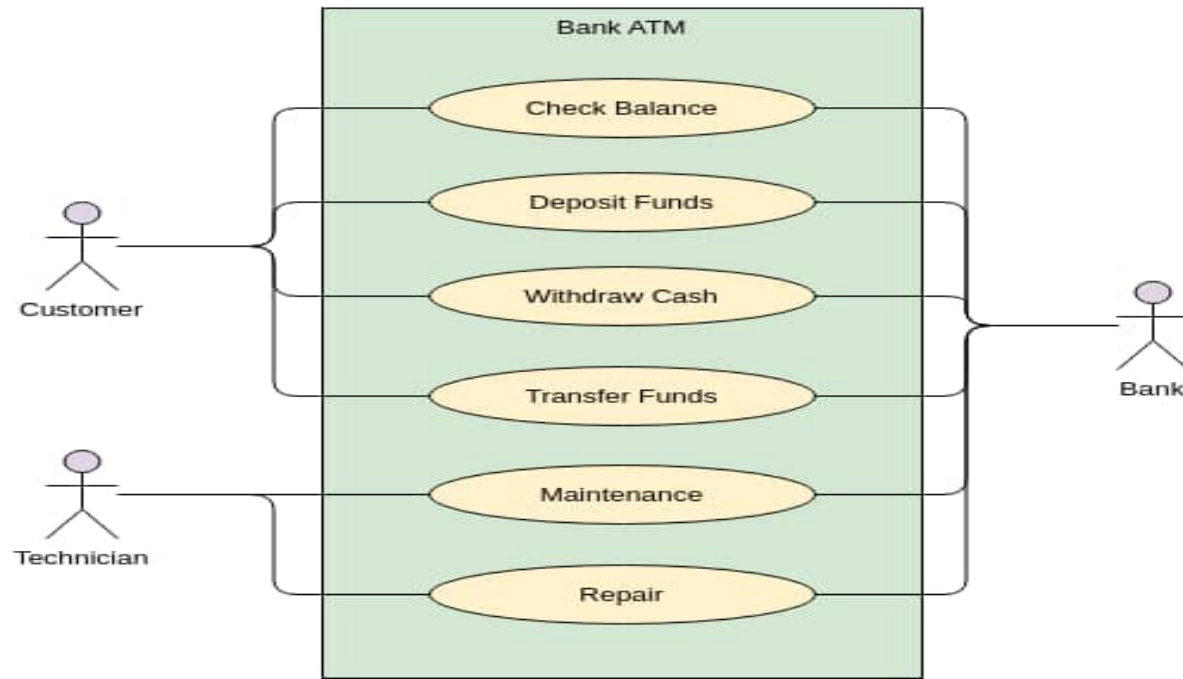 Bank ATM
Check Balance
Deposit Funds
Withdraw Cash
Transfer Funds
Maintenance
Repair
Customer
Technician
Bank